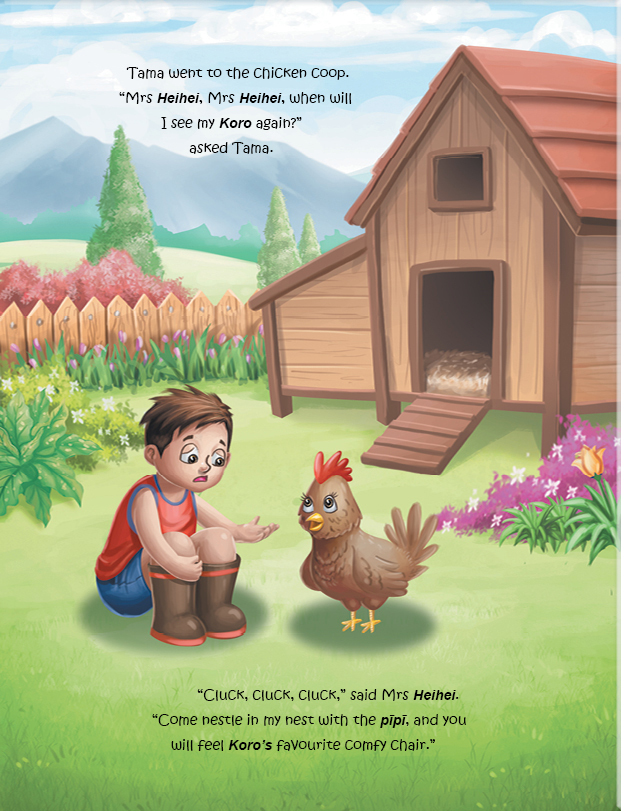 Tama went to the chicken coop.
“Mrs Heihei, Mrs Heihei, when will
I see my Koro again?”
asked Tama.
“Cluck, cluck, cluck,” said Mrs Heihei.
“Come nestle in my nest with the pīpī, and you
will feel Koro’s favourite comfy chair.”